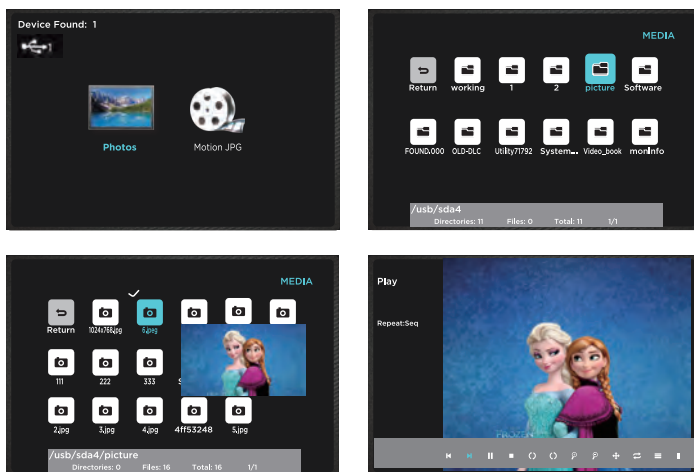 Device Found: 1
1
Photos
Motion JPG
MEDIA
Return working 1 2 picture Software
FOUND.000 OLD-DLC Utility71792 System... Video_book monInfo
/usb/sda4
Directories: 11 Files: 0 Total: 11 1/1
MEDIA
Return 1024x768.jpg 6.jpeg
111 222 333
2.jpg 3.jpg 4.jpg 4ff53248 5.jpg
/usb/sda4/picture
Directories: 0 Files: 16 Total: 16 1/1
Play
Repeat:Seq
FROZEN